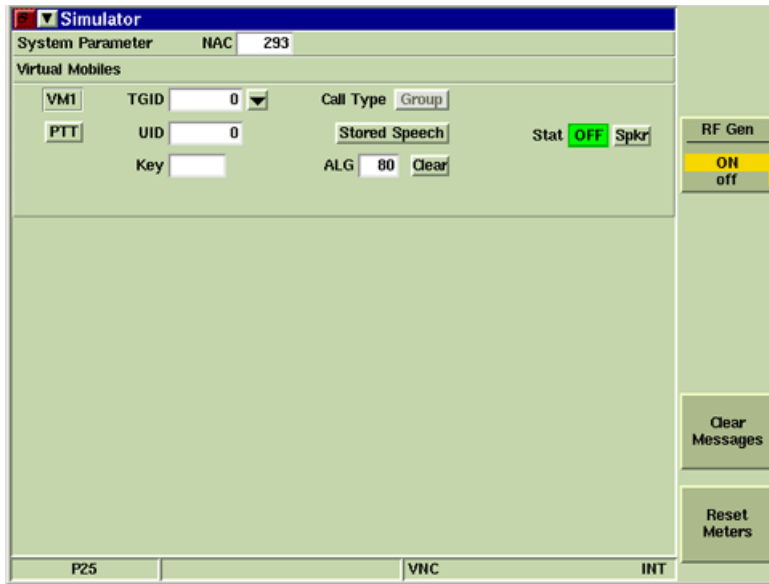 Simulator
System Parameter NAC 293
Virtual Mobiles
VM1 TGID 0 Call Type Group
PTT UID 0 Stored Speech Stat OFF Spkr
Key ALG 80 Clear
RF Gen
ON
off
Clear
Messages
Reset
Meters
P25 VNC INT